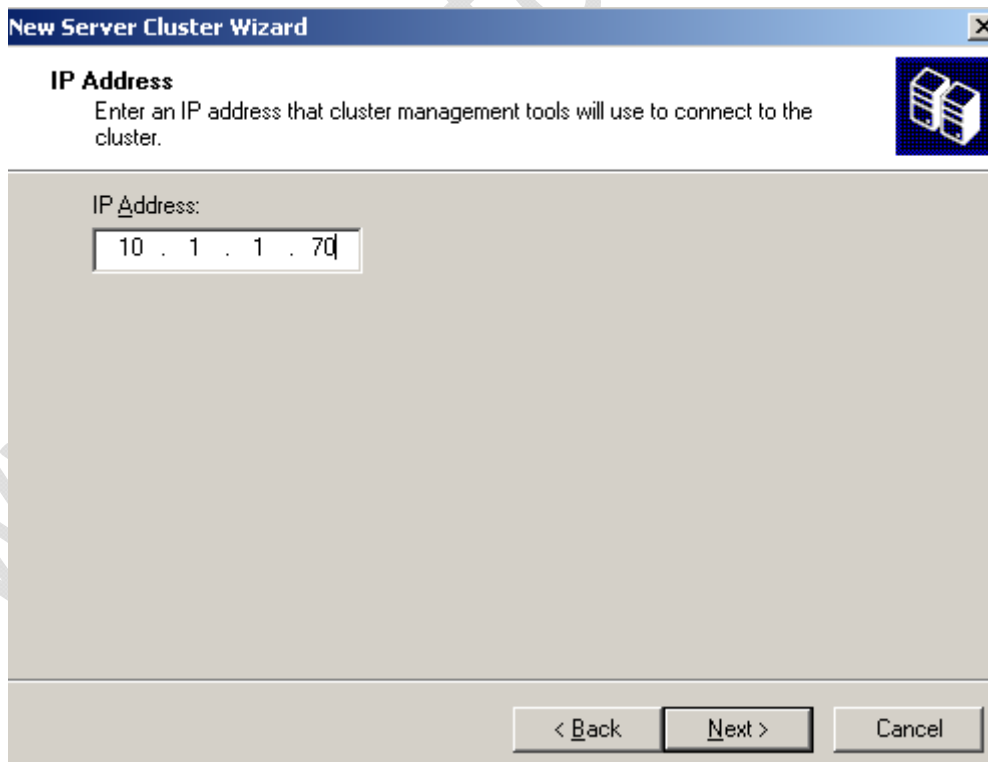 New Server Cluster Wizard
IP Address
Enter an IP address that cluster management tools will use to connect to the
cluster.
IP Address:
10 . 1 . 1 . 70
< Back Next > Cancel